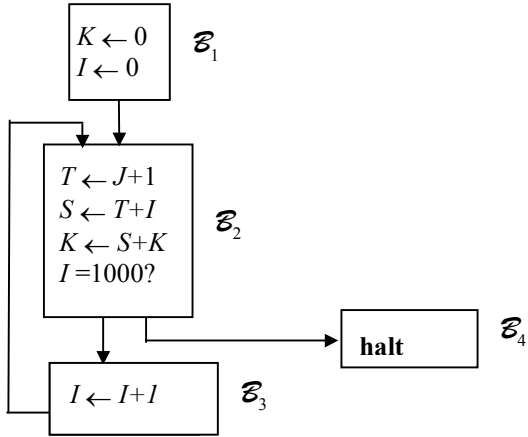 K ← 0
I ← 0
ℬ1
T ← J+1
S ← T+I
K ← S+K
I =1000?
ℬ2
halt
ℬ4
I ← I+1
ℬ3